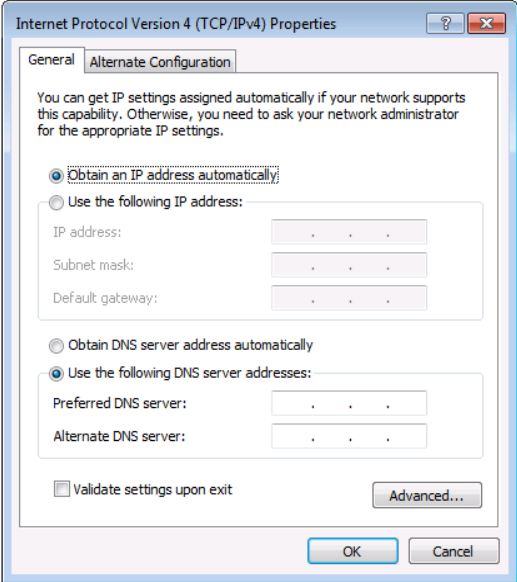 Internet Protocol Version 4 (TCP/IPv4) Properties
?
General
Alternate Configuration
You can get IP settings assigned automatically if your network supports
this capability. Otherwise, you need to ask your network administrator
for the appropriate IP settings.
Obtain an IP address automatically
Use the following IP address:
IP address:
. . .
Subnet mask:
. . .
Default gateway:
. . .
Obtain DNS server address automatically
Use the following DNS server addresses:
Preferred DNS server:
. . .
Alternate DNS server:
. . .
Validate settings upon exit
Advanced...
OK
Cancel